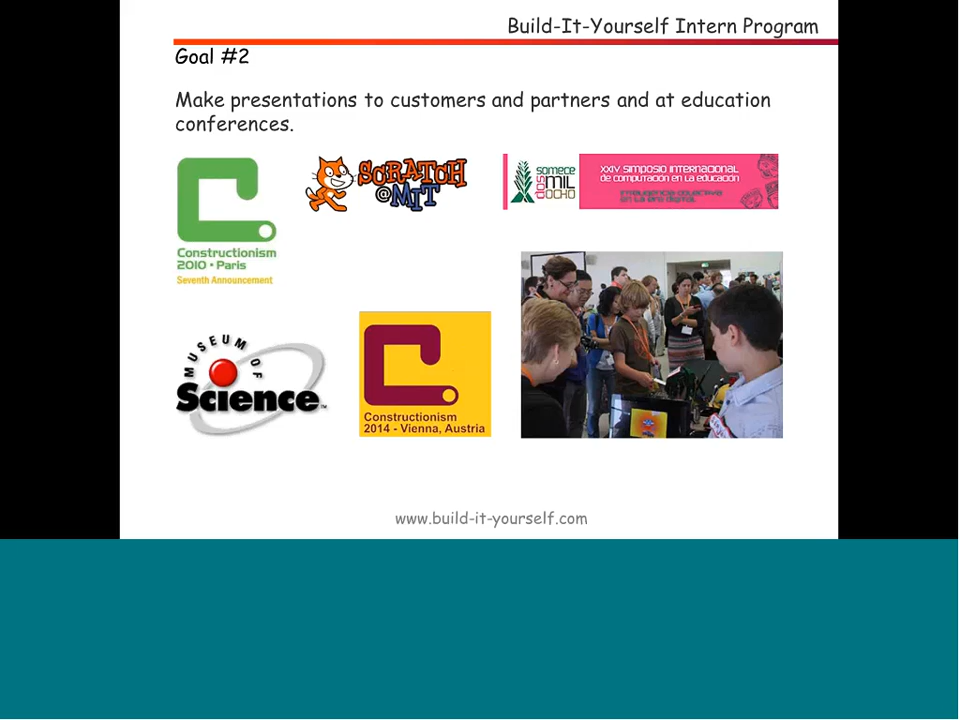 Build-It-Yourself Intern Program
Goal #2
Make presentations to customers and partners and at education
conferences.
SCRATCH
@MIT
somece
dos
MIL
OCHO
XXIV SIMPOSIO INTERNACIONAL
de COMPUTACIÓN en la EDUCACIÓN
INTELIGENCIA COLECTIVA
en la era digital
Constructionism
2010 • Paris
Seventh Announcement
MUSEUM OF
Science™
Constructionism
2014 - Vienna, Austria
www.build-it-yourself.com